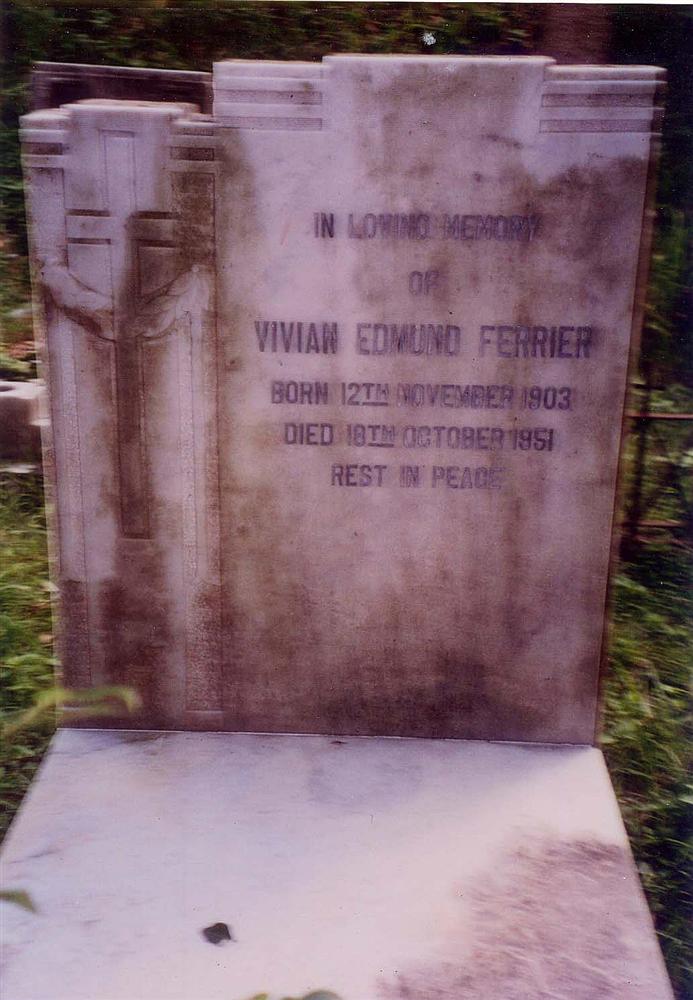 IN LOVING MEMORY
OF
VIVIAN EDMUND FERRIER
BORN 12TH NOVEMBER 1903
DIED 18TH OCTOBER 1951
REST IN PEACE